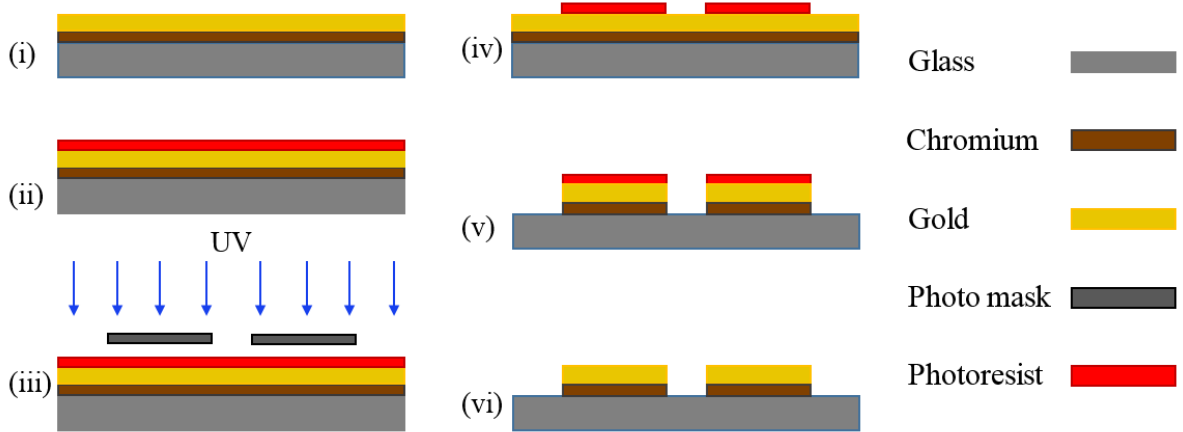 (i)
(ii)
UV
(iii)
(iv)
(v)
(vi)
Glass
Chromium
Gold
Photo mask
Photoresist